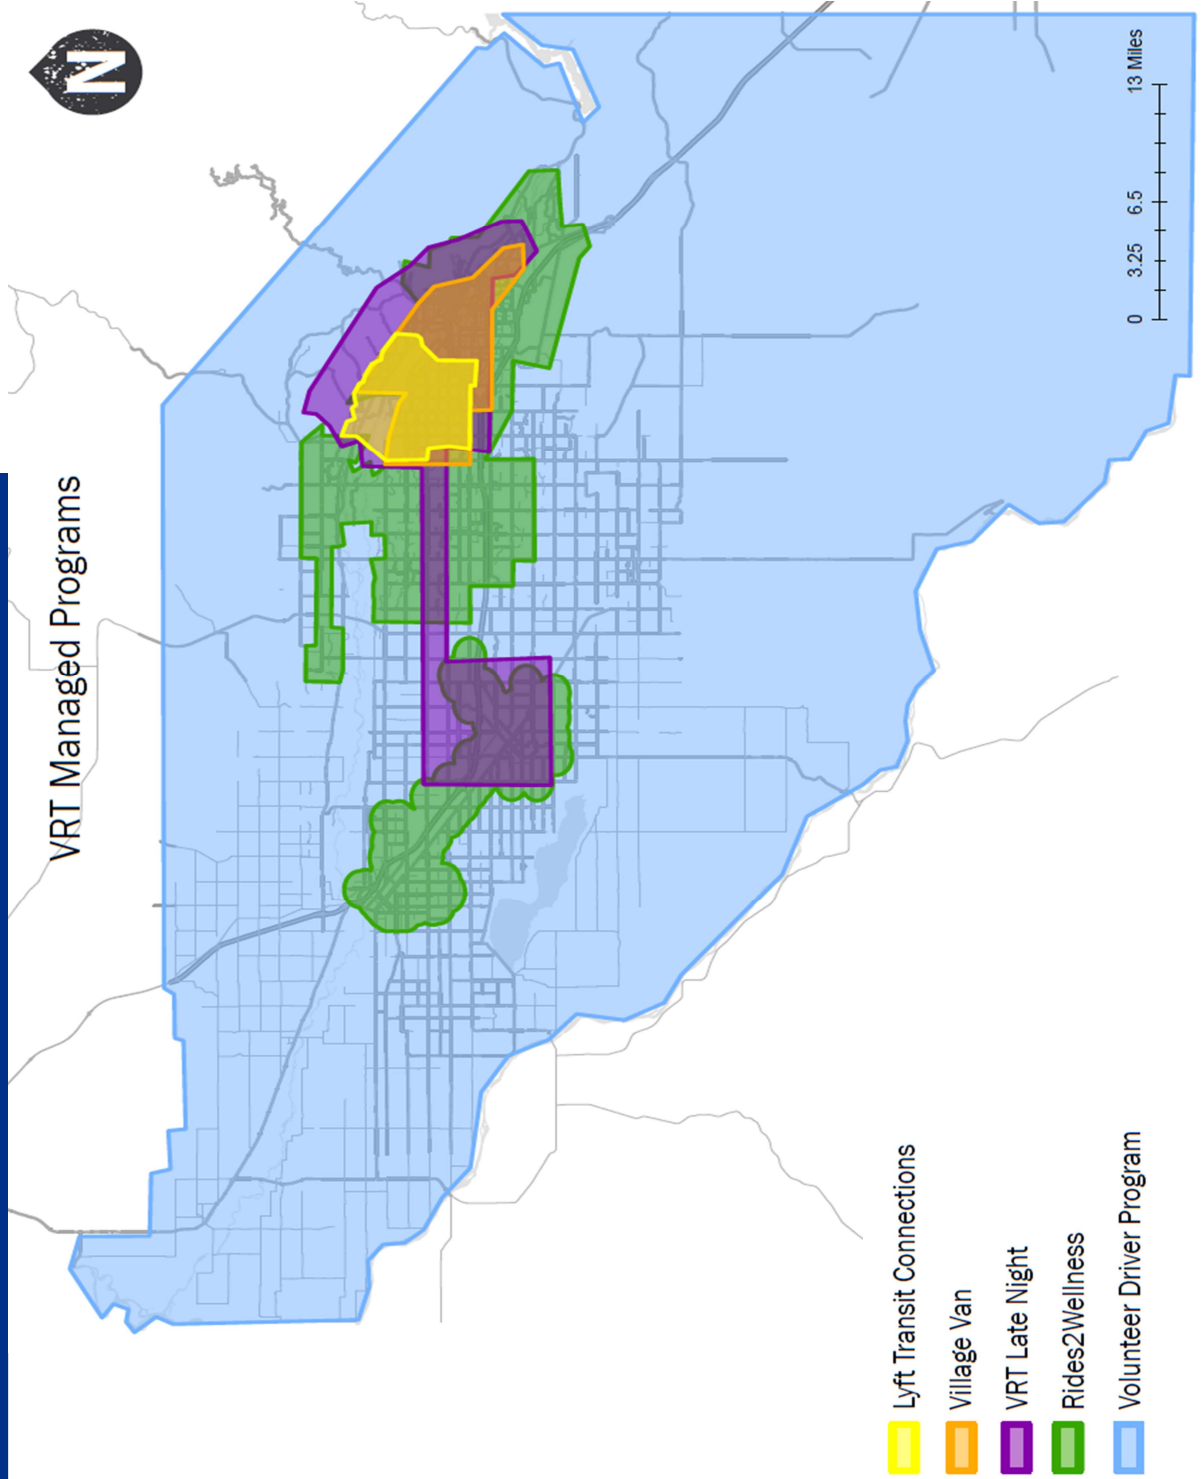 VRT Managed Programs
N
0 3.25 6.5 13 Miles
Lyft Transit Connections
Village Van
VRT Late Night
Rides2Wellness
Volunteer Driver Program